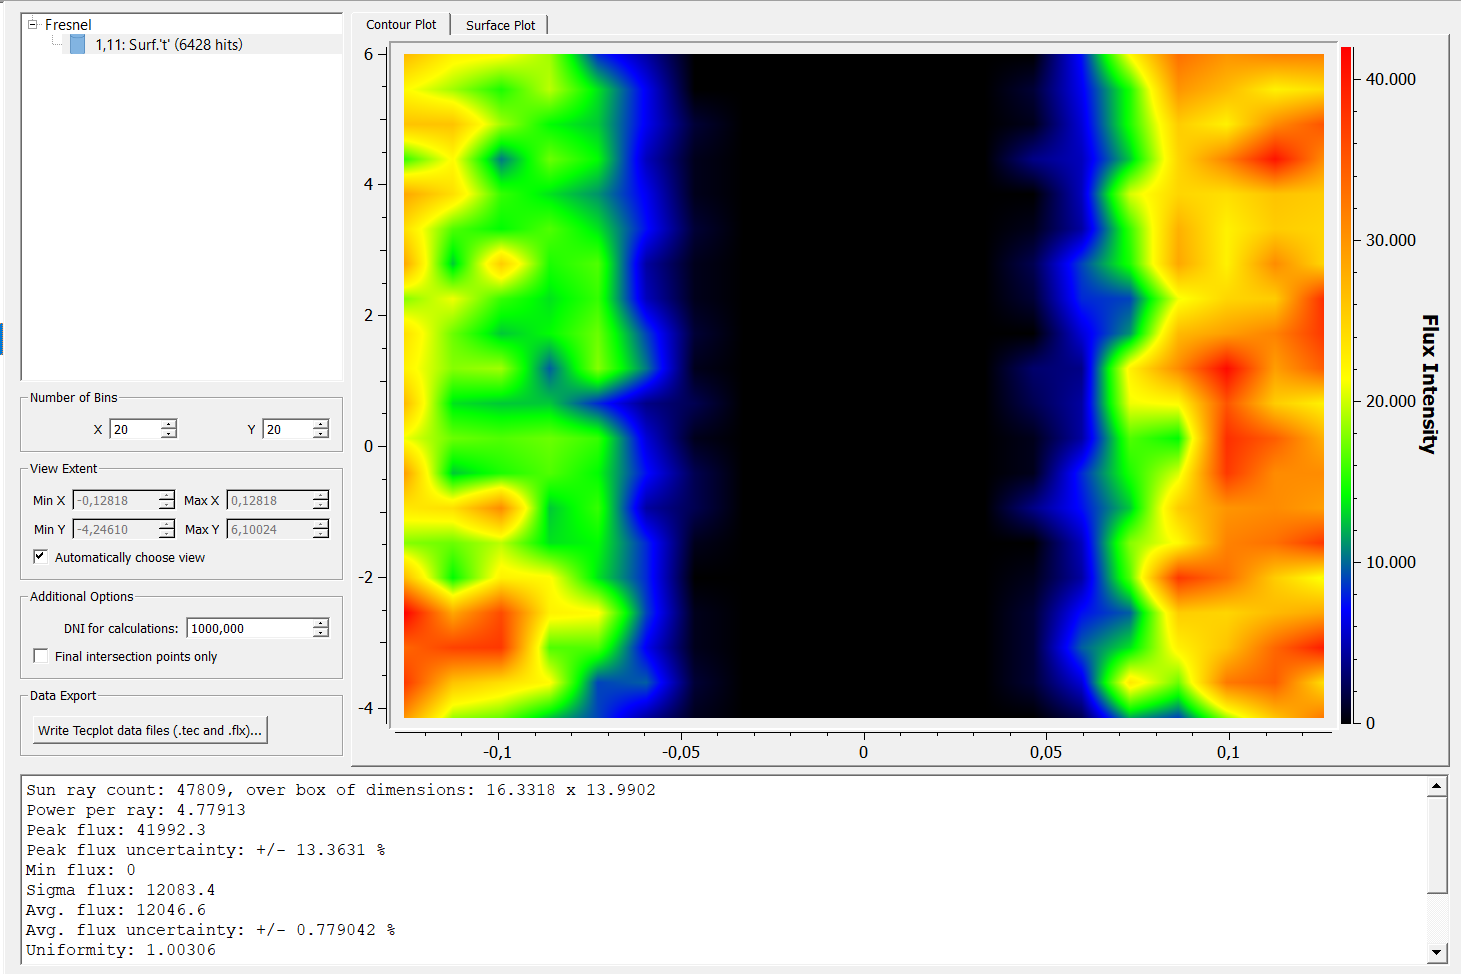 Fresnel
1,11: Surf.'t' (6428 hits)
Number of Bins
X 20 Y 20
View Extent
Min X -0,12818 Max X 0,12818
Min Y -4,24610 Max Y 6,10024
Automatically choose view
Additional Options
DNI for calculations: 1000,000
Final intersection points only
Data Export
Write Tecplot data files (.tec and .flx)...
Contour Plot Surface Plot
6
4
2
0
-2
-4
-0,1 -0,05 0 0,05 0,1
40.000
30.000
20.000
10.000
0
Flux Intensity
Sun ray count: 47809, over box of dimensions: 16.3318 x 13.9902
Power per ray: 4.77913
Peak flux: 41992.3
Peak flux uncertainty: +/- 13.3631 %
Min flux: 0
Sigma flux: 12083.4
Avg. flux: 12046.6
Avg. flux uncertainty: +/- 0.779042 %
Uniformity: 1.00306